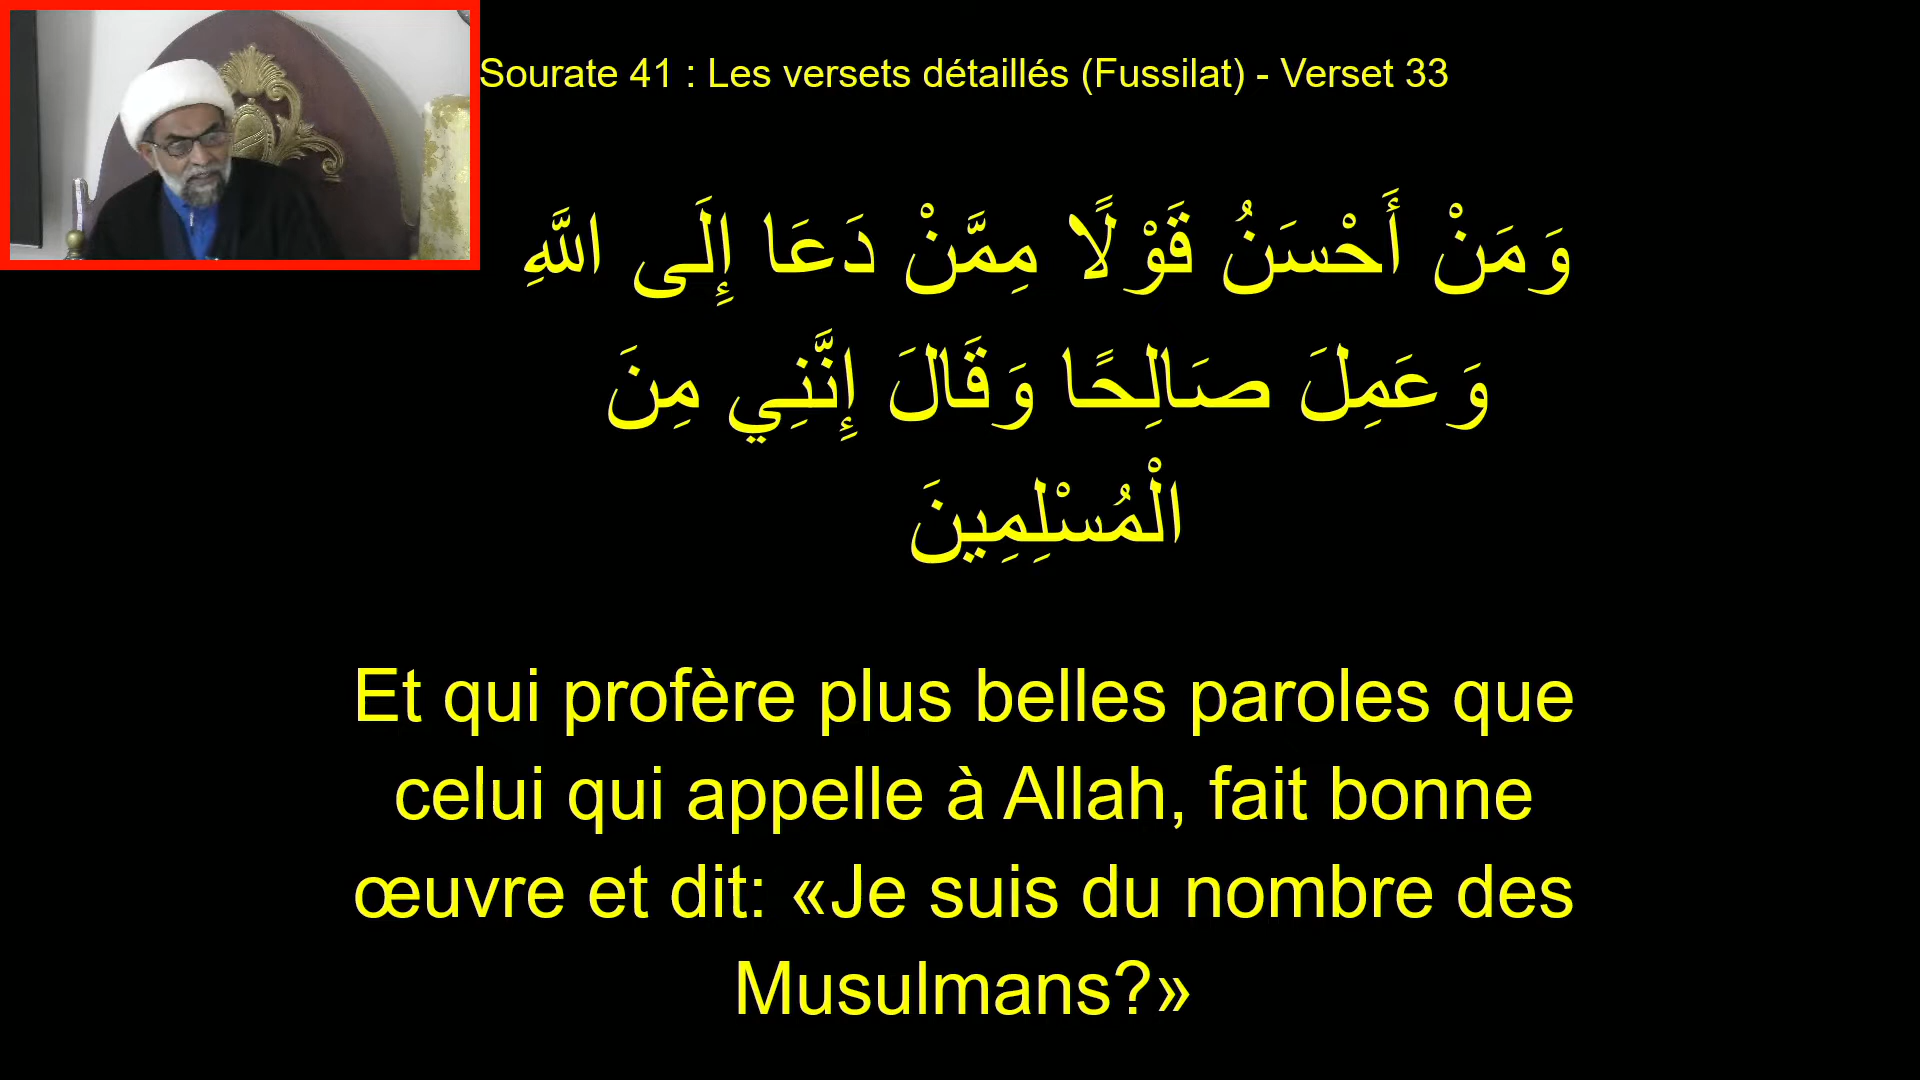 Sourate 41 : Les versets détaillés (Fussilat) - Verset 33
وَمَنْ أَحْسَنُ قَوْلًا مِمَّنْ دَعَا إِلَى اللَّهِ
وَعَمِلَ صَالِحًا وَقَالَ إِنَّنِي مِنَ
الْمُسْلِمِينَ
Et qui profère plus belles paroles que
celui qui appelle à Allah, fait bonne
œuvre et dit: «Je suis du nombre des
Musulmans?»